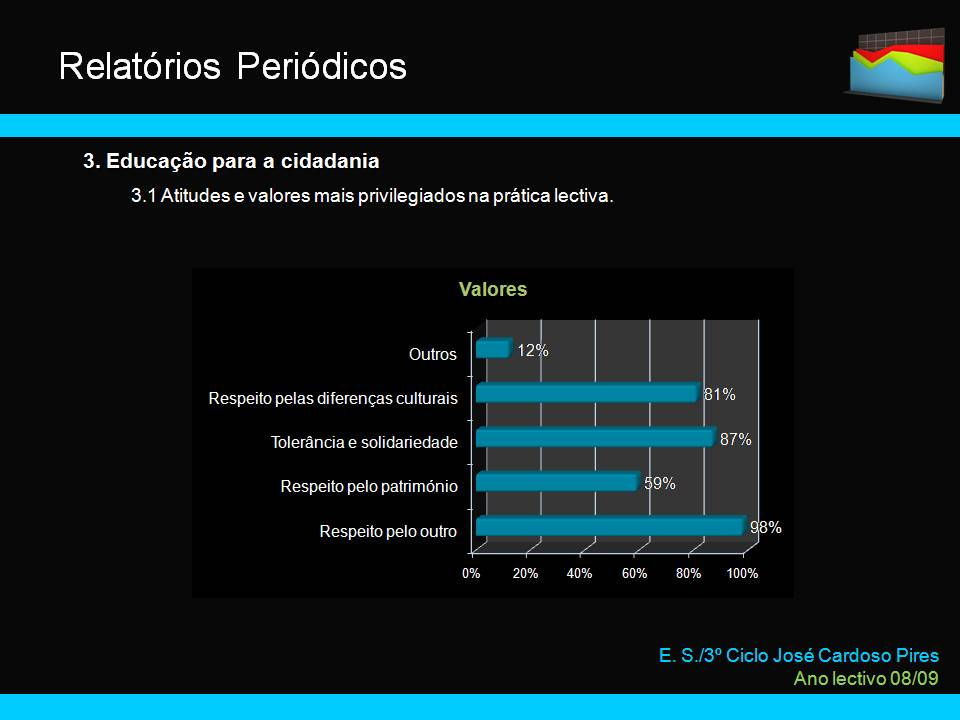 Relatórios Periódicos
3. Educação para a cidadania
3.1 Atitudes e valores mais privilegiados na prática lectiva.
Valores
Outros 12%
Respeito pelas diferenças culturais 81%
Tolerância e solidariedade 87%
Respeito pelo património 59%
Respeito pelo outro 98%
0% 20% 40% 60% 80% 100%
E. S./3º Ciclo José Cardoso Pires
Ano lectivo 08/09